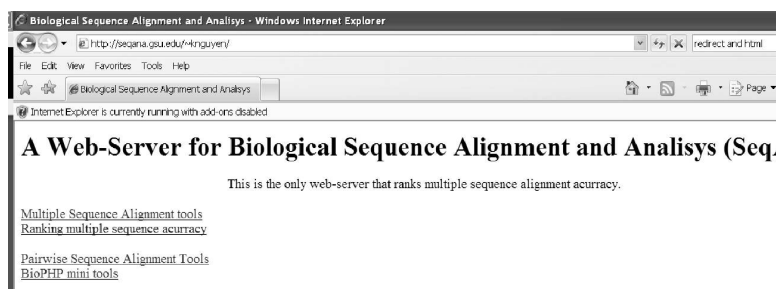 Biological Sequence Alignment and Analisys - Windows Internet Explorer
http://seqana.gsu.edu/~knguyen/ redirect and html
File Edit View Favorites Tools Help
Biological Sequence Alignment and Analisys Page
Internet Explorer is currently running with add-ons disabled
A Web-Server for Biological Sequence Alignment and Analisys (SeqA
This is the only web-server that ranks multiple sequence alignment acurracy.
Multiple Sequence Alignment tools
Ranking multiple sequence acurracy
Pairwise Sequence Alignment Tools
BioPHP mini tools